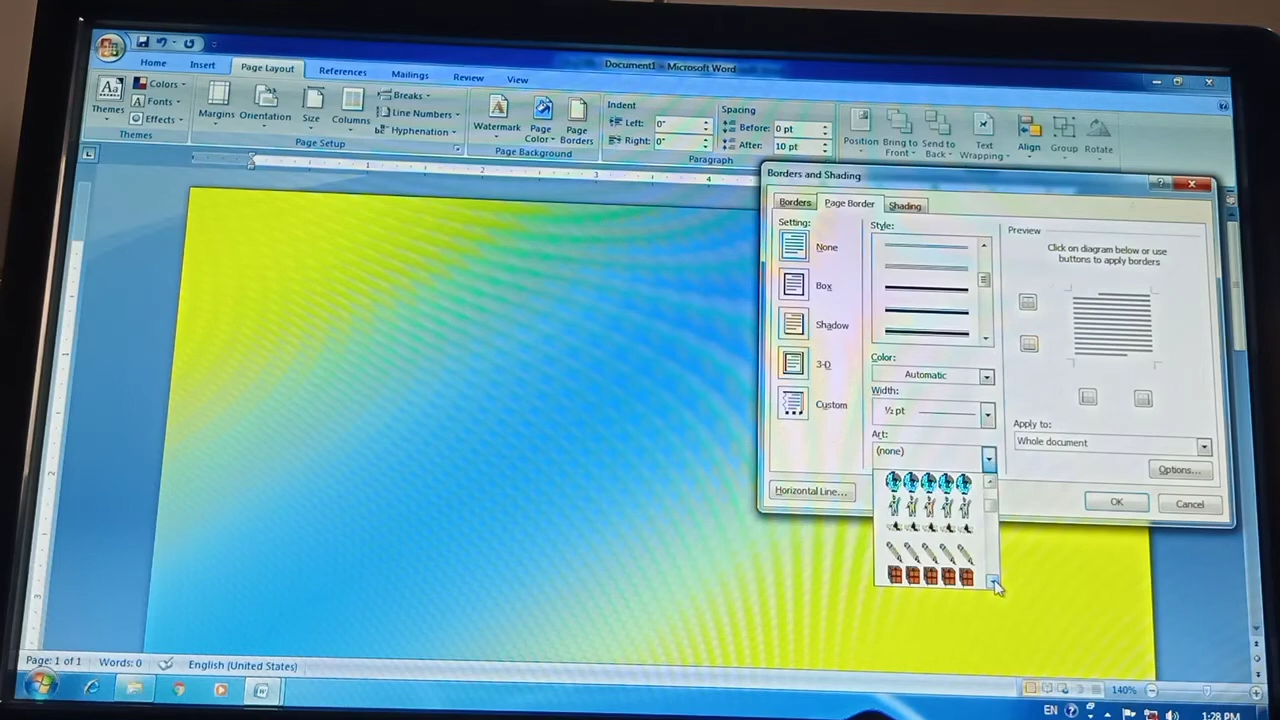 Document1 - Microsoft Word
Home Insert Page Layout References Mailings Review View
Themes
Colors
Fonts
Effects
Themes
Margins
Orientation
Size
Columns
Breaks
Line Numbers
Hyphenation
Page Setup
Watermark
Page Color
Page Borders
Page Background
Indent
Left: 0"
Right: 0"
Spacing
Before: 0 pt
After: 10 pt
Paragraph
Position
Bring to Front
Send to Back
Text Wrapping
Align
Group
Rotate
1 2 3 4
Borders and Shading
Borders Page Border Shading
Setting:
None
Box
Shadow
3-D
Custom
Style:
Color:
Automatic
Width:
½ pt
Art:
(none)
Preview
Click on diagram below or use
buttons to apply borders
Apply to:
Whole document
Options...
Horizontal Line...
OK
Cancel
Page: 1 of 1 Words: 0 English (United States)
140%
EN
1:28 PM